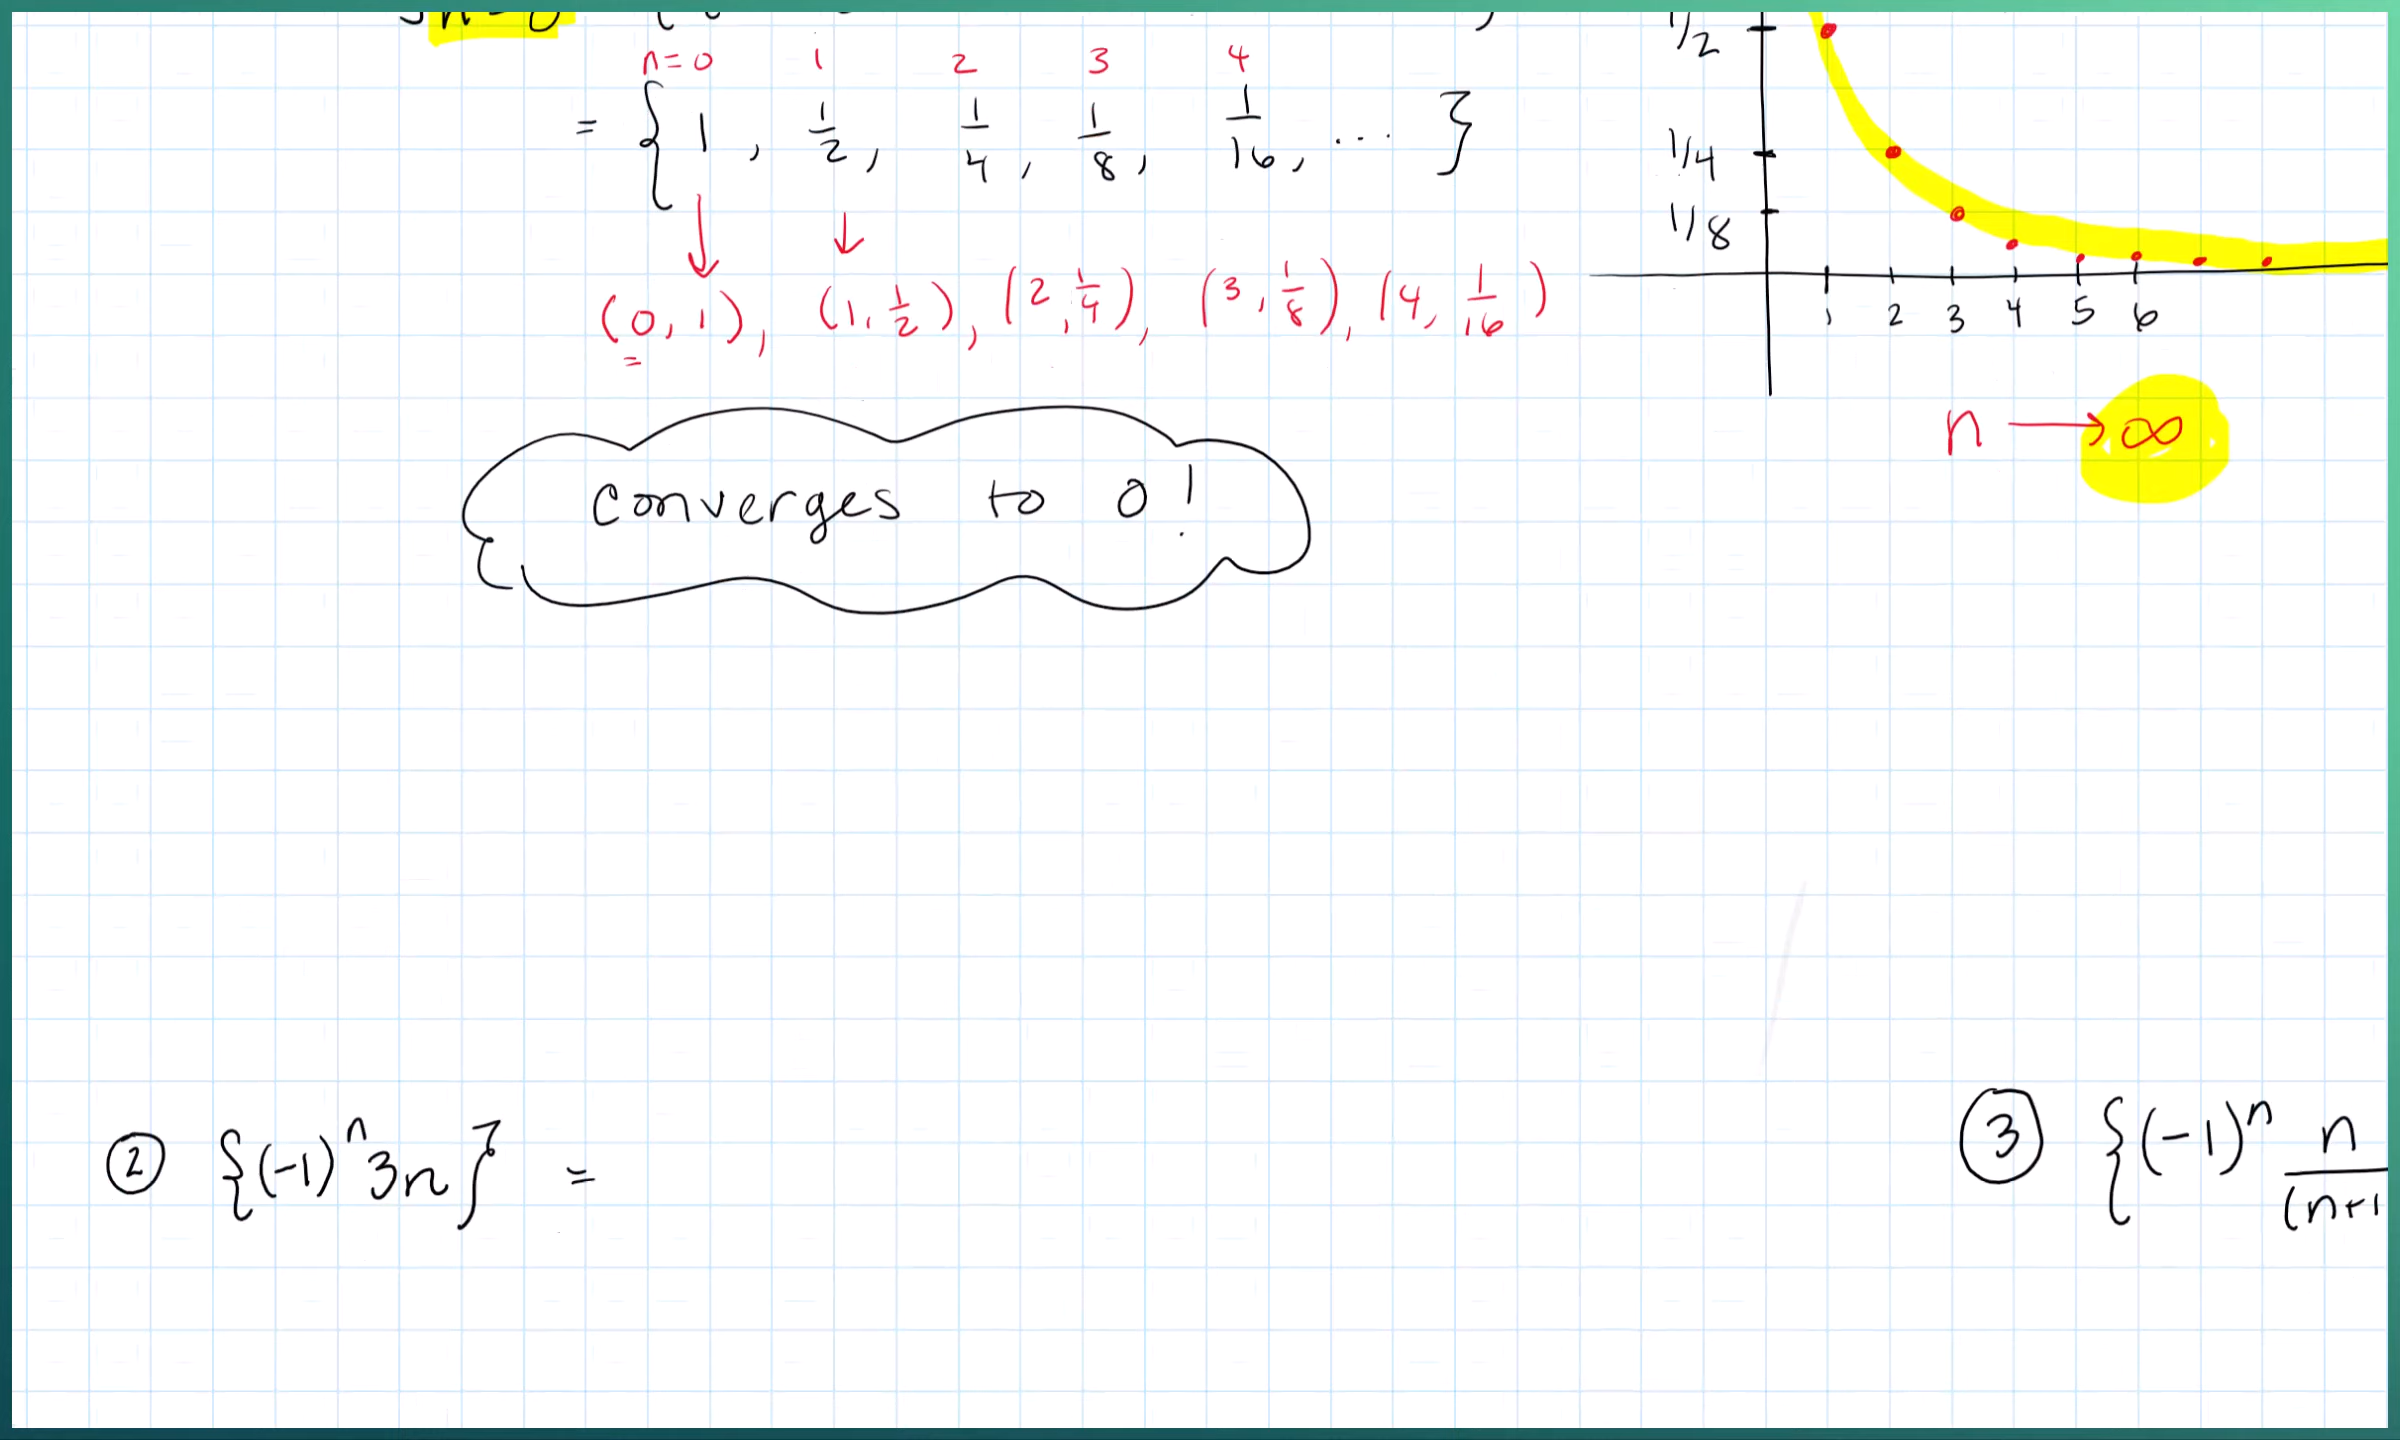 n=0 1 2 3 4
= { 1 , 1/2 , 1/4 , 1/8 , 1/16 , ... }
(0, 1), (1, 1/2), (2, 1/4), (3, 1/8), (4, 1/16)
converges to 0!
1/2
1/4
1/8
1 2 3 4 5 6
n → ∞
② {(-1)^n 3n} =
③ {(-1)^n n/(n+1